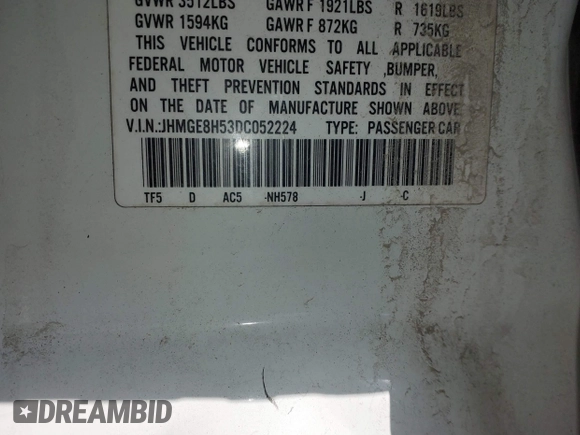 GVWR 3512LBS GAWR F 1921LBS R 1619LBS
GVWR 1594KG GAWR F 872KG R 735KG
THIS VEHICLE CONFORMS TO ALL APPLICABLE
FEDERAL MOTOR VEHICLE SAFETY ,BUMPER,
AND THEFT PREVENTION STANDARDS IN EFFECT
ON THE DATE OF MANUFACTURE SHOWN ABOVE.
V.I.N.:JHMGE8H53DC052224 TYPE: PASSENGER CAR
TF5 D AC5 -NH578 -J -C
DREAMBID